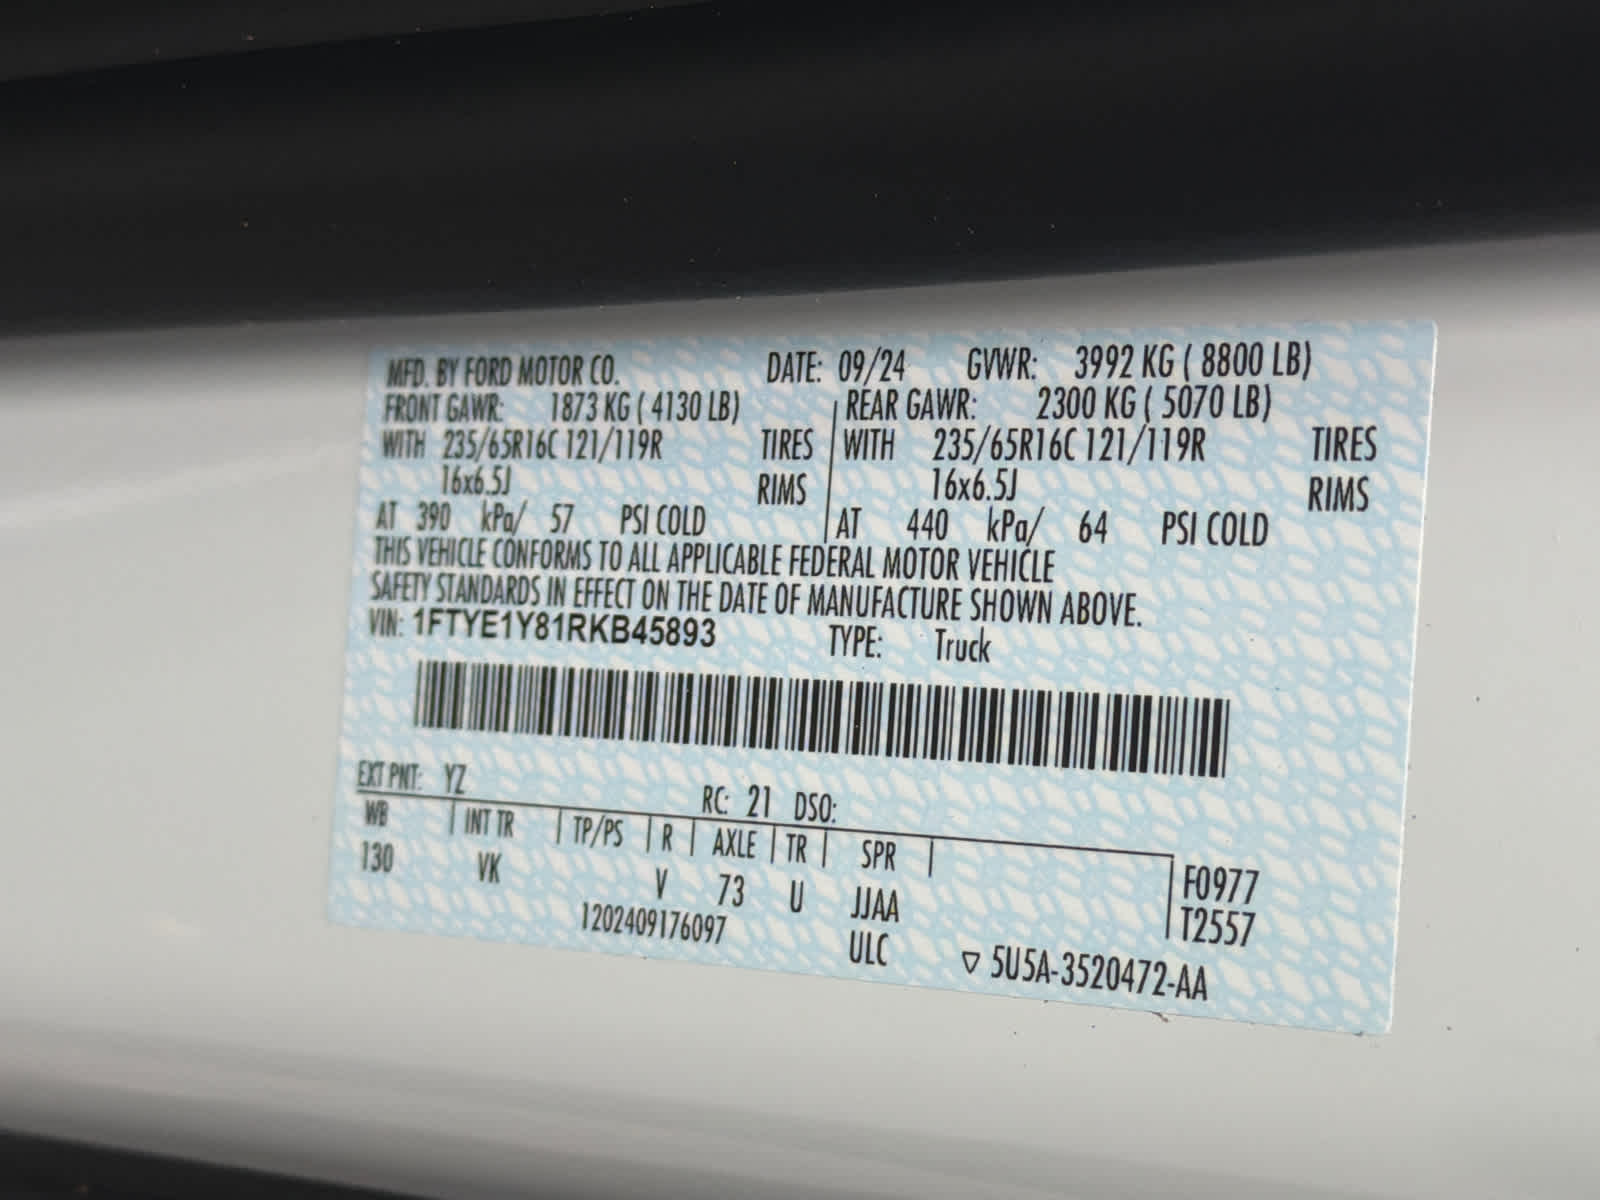 MFD. BY FORD MOTOR CO. DATE: 09/24 GVWR: 3992 KG ( 8800 LB)
FRONT GAWR: 1873 KG ( 4130 LB) REAR GAWR: 2300 KG ( 5070 LB)
WITH 235/65R16C 121/119R TIRES WITH 235/65R16C 121/119R TIRES
16x6.5J RIMS 16x6.5J RIMS
AT 390 kPa/ 57 PSI COLD AT 440 kPa/ 64 PSI COLD
THIS VEHICLE CONFORMS TO ALL APPLICABLE FEDERAL MOTOR VEHICLE
SAFETY STANDARDS IN EFFECT ON THE DATE OF MANUFACTURE SHOWN ABOVE.
VIN: 1FTYE1Y81RKB45893 TYPE: Truck
EXT PNT: YZ RC: 21 DSO:
WB INT TR TP/PS R AXLE TR SPR F0977
130 VK V 73 U JJAA T2557
1202409176097 ULC ▽ 5U5A-3520472-AA